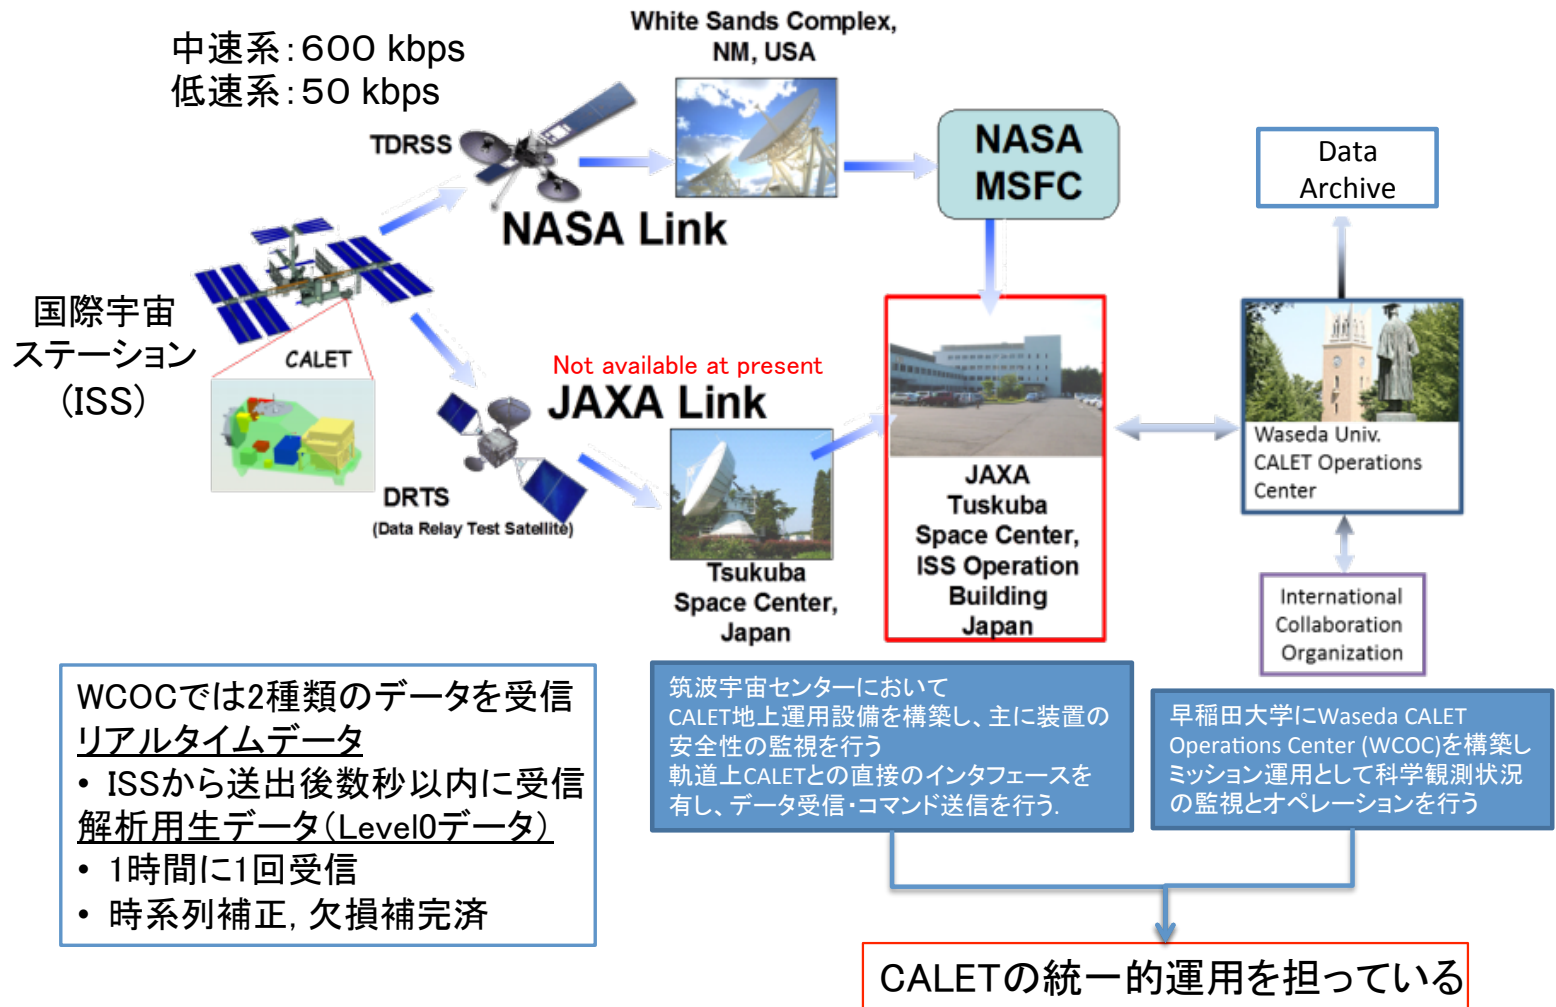 中速系：６００ kbps
低速系：５０ kbps
White Sands Complex,
NM, USA
TDRSS
NASA Link
NASA
MSFC
Data
Archive
国際宇宙
ステーション
(ISS)
CALET
Not available at present
JAXA Link
DRTS
(Data Relay Test Satellite)
Tsukuba
Space Center,
Japan
JAXA
Tuskuba
Space Center,
ISS Operation
Building
Japan
Waseda Univ.
CALET Operations
Center
International
Collaboration
Organization
WCOCでは2種類のデータを受信
リアルタイムデータ
• ISSから送出後数秒以内に受信
解析用生データ(Level0データ)
• 1時間に1回受信
• 時系列補正, 欠損補完済
筑波宇宙センターにおいて
CALET地上運用設備を構築し、主に装置の
安全性の監視を行う
軌道上CALETとの直接のインタフェースを
有し、データ受信・コマンド送信を行う.
早稲田大学にWaseda CALET
Operations Center (WCOC)を構築し
ミッション運用として科学観測状況
の監視とオペレーションを行う
CALETの統一的運用を担っている